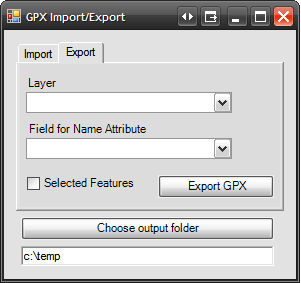 GPX Import/Export
Import Export
Layer
Field for Name Attribute
Selected Features Export GPX
Choose output folder
c:\temp